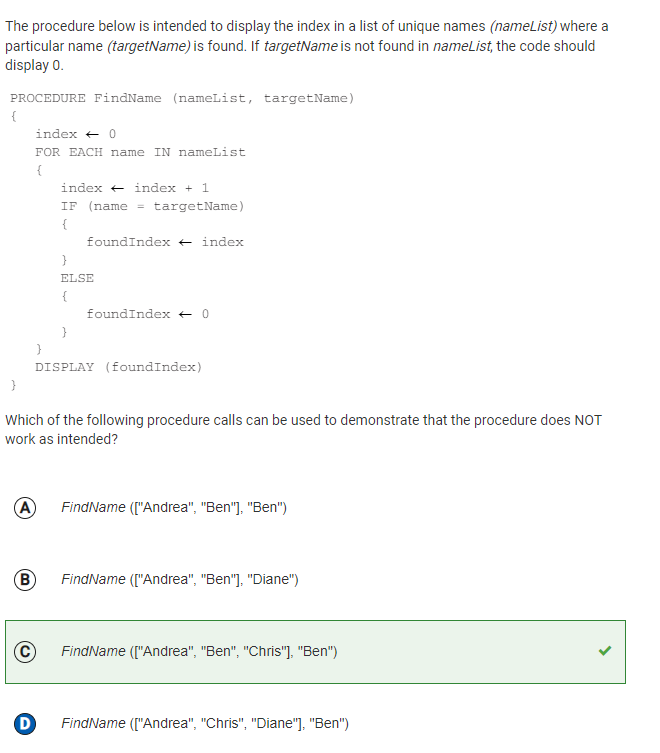 The procedure below is intended to display the index in a list of unique names (nameList) where a
particular name (targetName) is found. If targetName is not found in nameList, the code should
display 0.
PROCEDURE FindName (nameList, targetName)
{
index ← 0
FOR EACH name IN nameList
{
index ← index + 1
IF (name = targetName)
{
foundIndex ← index
}
ELSE
{
foundIndex ← 0
}
}
DISPLAY (foundIndex)
}
Which of the following procedure calls can be used to demonstrate that the procedure does NOT
work as intended?
A FindName (["Andrea", "Ben"], "Ben")
B FindName (["Andrea", "Ben"], "Diane")
C FindName (["Andrea", "Ben", "Chris"], "Ben")
D FindName (["Andrea", "Chris", "Diane"], "Ben")